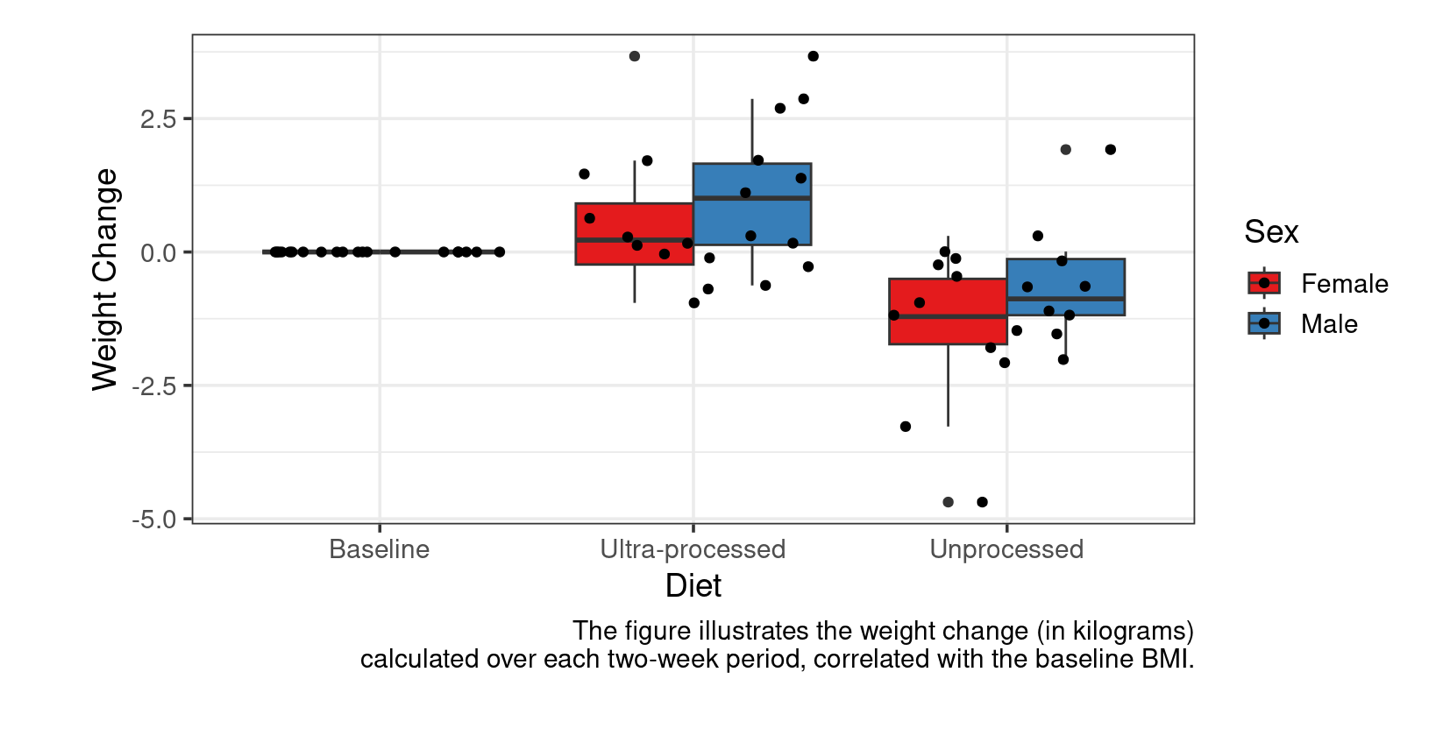 2.5
0.0
-2.5
-5.0
Weight Change
Baseline
Ultra-processed
Unprocessed
Diet
Sex
Female
Male
The figure illustrates the weight change (in kilograms)
calculated over each two-week period, correlated with the baseline BMI.